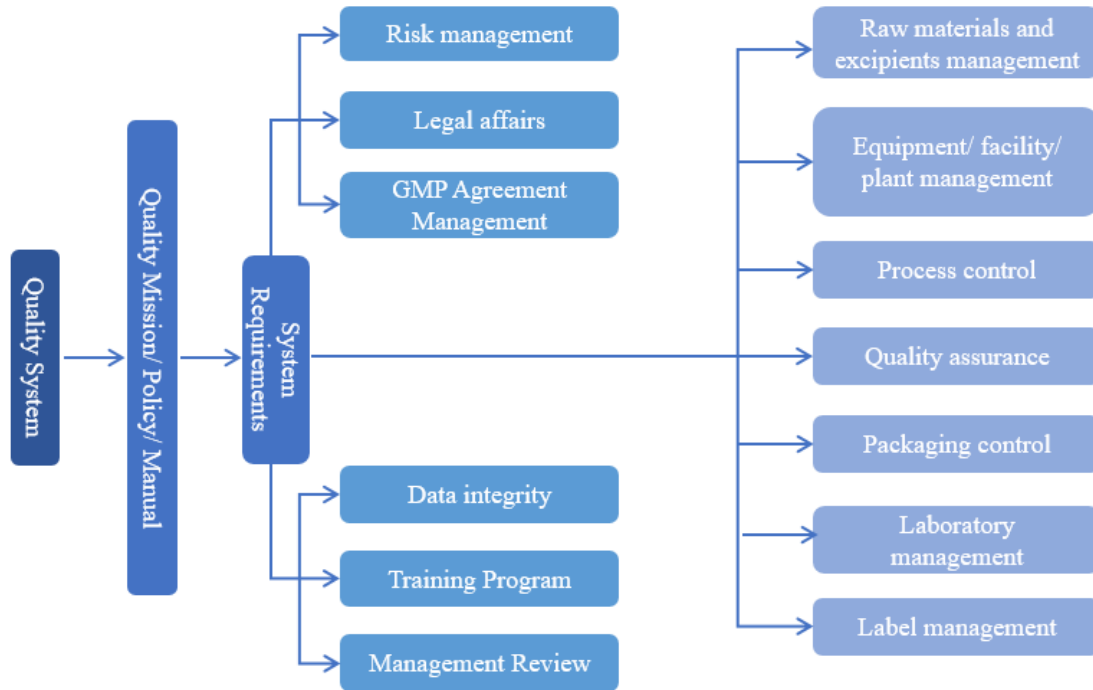 Quality System
Quality Mission/ Policy/ Manual
System
Requirements
Risk management
Legal affairs
GMP Agreement
Management
Data integrity
Training Program
Management Review
Raw materials and
excipients management
Equipment/ facility/
plant management
Process control
Quality assurance
Packaging control
Laboratory
management
Label management